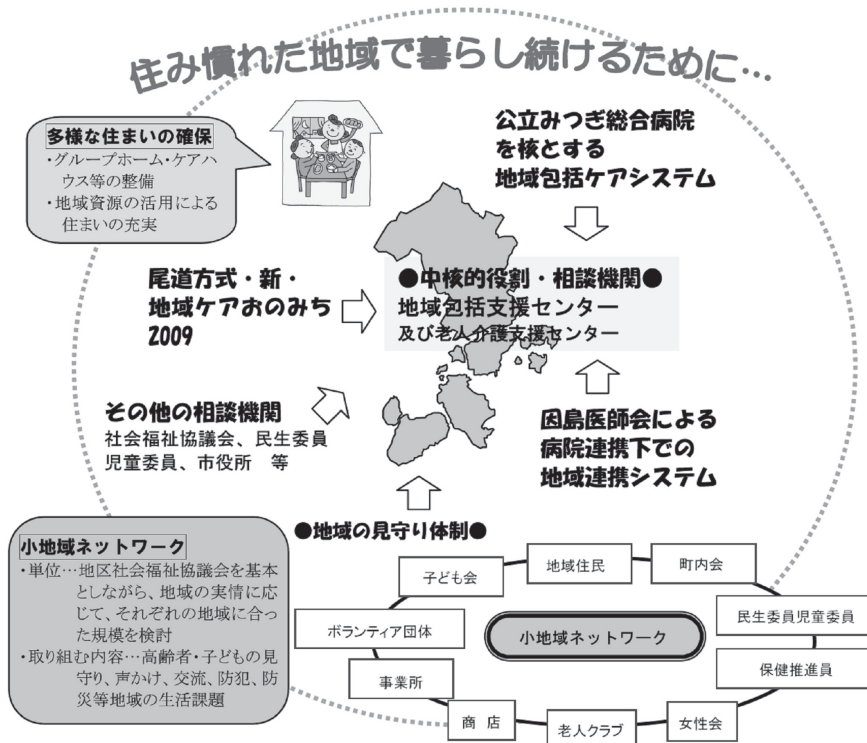 住み慣れた地域で暮らし続けるために…
多様な住まいの確保
・グループホーム・ケアハ
ウス等の整備
・地域資源の活用による
住まいの充実
公立みつぎ総合病院
を核とする
地域包括ケアシステム
尾道方式・新・
地域ケアおのみち
2009
●中核的役割・相談機関●
地域包括支援センター
及び老人介護支援センター
その他の相談機関
社会福祉協議会、民生委員
児童委員、市役所　等
因島医師会による
病院連携下での
地域連携システム
●地域の見守り体制●
小地域ネットワーク
・単位…地区社会福祉協議会を基本
としながら、地域の実情に応
じて、それぞれの地域に合っ
た規模を検討
・取り組む内容…高齢者・子どもの見
守り、声かけ、交流、防犯、防
災等地域の生活課題
子ども会
地域住民
町内会
ボランティア団体
小地域ネットワーク
民生委員児童委員
事業所
保健推進員
商　店
老人クラブ
女性会